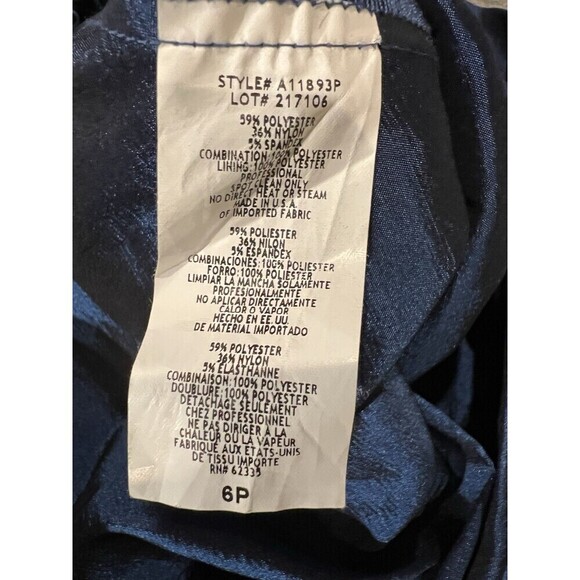 STYLE# A11893P
LOT# 217106
59% POLYESTER
36% NYLON
5% SPANDEX
COMBINATION 100% POLYESTER
LINING: 100% POLYESTER
PROFESSIONAL
SPOT CLEAN ONLY
NO DIRECT HEAT OR STEAM
MADE IN U.S.A
OF IMPORTED FABRIC
59% POLIESTER
36% NILON
5% ESPANDEX
COMBINACIONES: 100% POLIESTER
FORRO: 100% POLIESTER
LIMPIAR LA MANCHA SOLAMENTE
PROFESIONALMENTE
NO APLICAR DIRECTAMENTE
CALOR O VAPOR
HECHO EN EE.UU.
DE MATERIAL IMPORTADO
59% POLYESTER
36% NYLON
5% ELASTHANNE
COMBINAISON: 100% POLYESTER
DOUBLURE: 100% POLYESTER
DETACHAGE SEULEMENT
CHEZ PROFESSIONNEL
NE PAS DIRIGER À LA
CHALEUR OU LA VAPEUR
FABRIQUE AUX ETATS-UNIS
DE TISSU IMPORTE
RN# 62335
6P